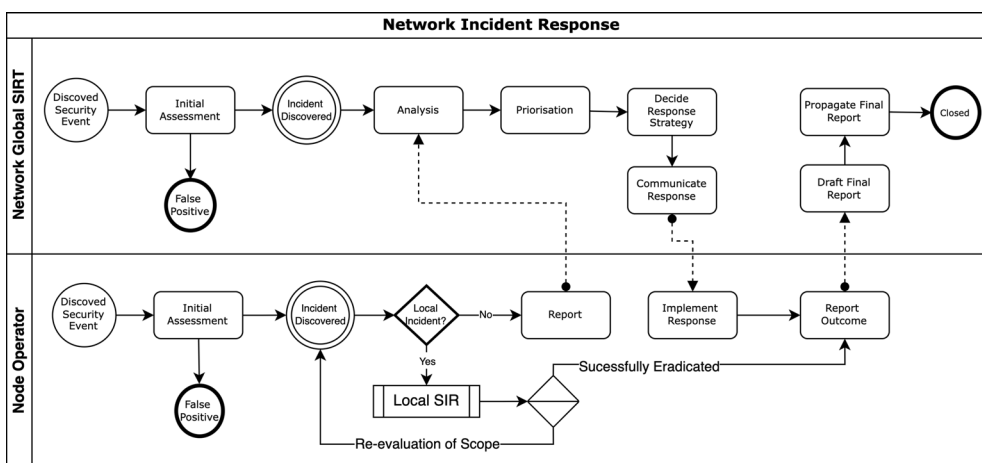 Network Incident Response
Network Global SIRT
Discoved
Security
Event
Initial
Assessment
Incident
Discovered
Analysis
Priorisation
Decide
Response
Strategy
Propagate Final
Report
Closed
False
Positive
Communicate
Response
Draft Final
Report
Node Operator
Discoved
Security
Event
Initial
Assessment
Incident
Discovered
Local
Incident?
No
Report
Implement
Response
Report
Outcome
Yes
Sucessfully Eradicated
Local SIR
False
Positive
Re-evaluation of Scope